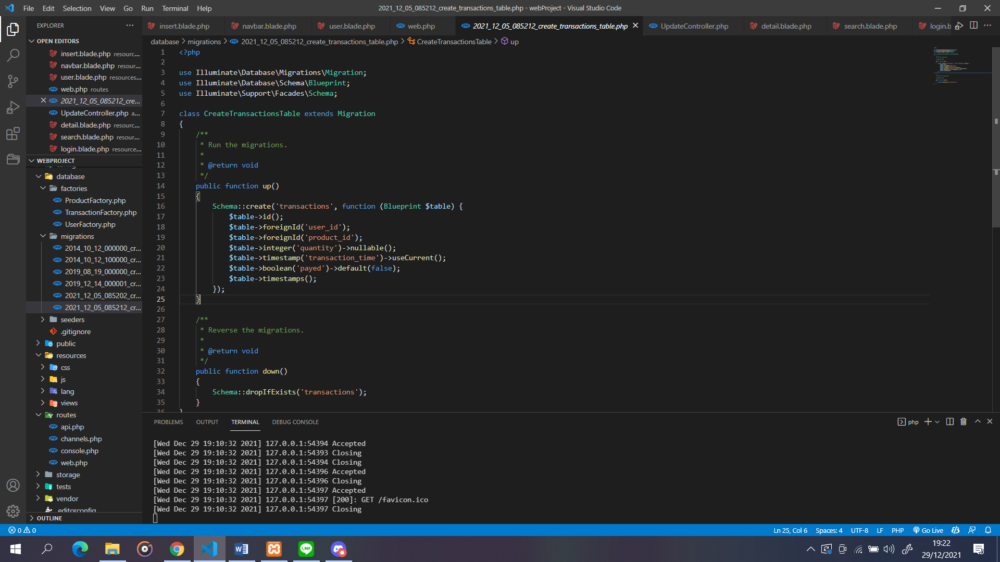 File Edit Selection View Go Run Terminal Help
2021_12_05_085212_create_transactions_table.php - webProject - Visual Studio Code
EXPLORER
OPEN EDITORS
insert.blade.php resourc...
navbar.blade.php resour...
user.blade.php resources...
web.php routes
2021_12_05_085212_cre...
UpdateController.php a...
detail.blade.php resourc...
search.blade.php resour...
login.blade.php resource...
WEBPROJECT
config
database
factories
ProductFactory.php
TransactionFactory.php
UserFactory.php
migrations
2014_10_12_000000_cr...
2014_10_12_100000_cr...
2019_08_19_000000_cr...
2019_12_14_000001_cr...
2021_12_05_085202_cr...
2021_12_05_085212_cr...
seeders
.gitignore
public
resources
css
js
lang
views
routes
api.php
channels.php
console.php
web.php
storage
tests
vendor
.editorconfig
OUTLINE
insert.blade.php navbar.blade.php user.blade.php web.php 2021_12_05_085212_create_transactions_table.php UpdateController.php detail.blade.php search.blade.php login.b
database > migrations > 2021_12_05_085212_create_transactions_table.php > CreateTransactionsTable > up
1 <?php
2
3 use Illuminate\Database\Migrations\Migration;
4 use Illuminate\Database\Schema\Blueprint;
5 use Illuminate\Support\Facades\Schema;
6
7 class CreateTransactionsTable extends Migration
8 {
9 /**
10 * Run the migrations.
11 *
12 * @return void
13 */
14 public function up()
15 {
16 Schema::create('transactions', function (Blueprint $table) {
17 $table->id();
18 $table->foreignId('user_id');
19 $table->foreignId('product_id');
20 $table->integer('quantity')->nullable();
21 $table->timestamp('transaction_time')->useCurrent();
22 $table->boolean('payed')->default(false);
23 $table->timestamps();
24 });
25 }
26
27 /**
28 * Reverse the migrations.
29 *
30 * @return void
31 */
32 public function down()
33 {
34 Schema::dropIfExists('transactions');
35 }
36 }
PROBLEMS OUTPUT TERMINAL DEBUG CONSOLE
php
[Wed Dec 29 19:10:32 2021] 127.0.0.1:54394 Accepted
[Wed Dec 29 19:10:32 2021] 127.0.0.1:54393 Closing
[Wed Dec 29 19:10:32 2021] 127.0.0.1:54394 Closing
[Wed Dec 29 19:10:32 2021] 127.0.0.1:54396 Accepted
[Wed Dec 29 19:10:32 2021] 127.0.0.1:54396 Closing
[Wed Dec 29 19:10:32 2021] 127.0.0.1:54397 Accepted
[Wed Dec 29 19:10:32 2021] 127.0.0.1:54397 [200]: GET /favicon.ico
[Wed Dec 29 19:10:32 2021] 127.0.0.1:54397 Closing
0 0
Ln 25, Col 6 Spaces: 4 UTF-8 LF PHP Go Live
19:22
29/12/2021